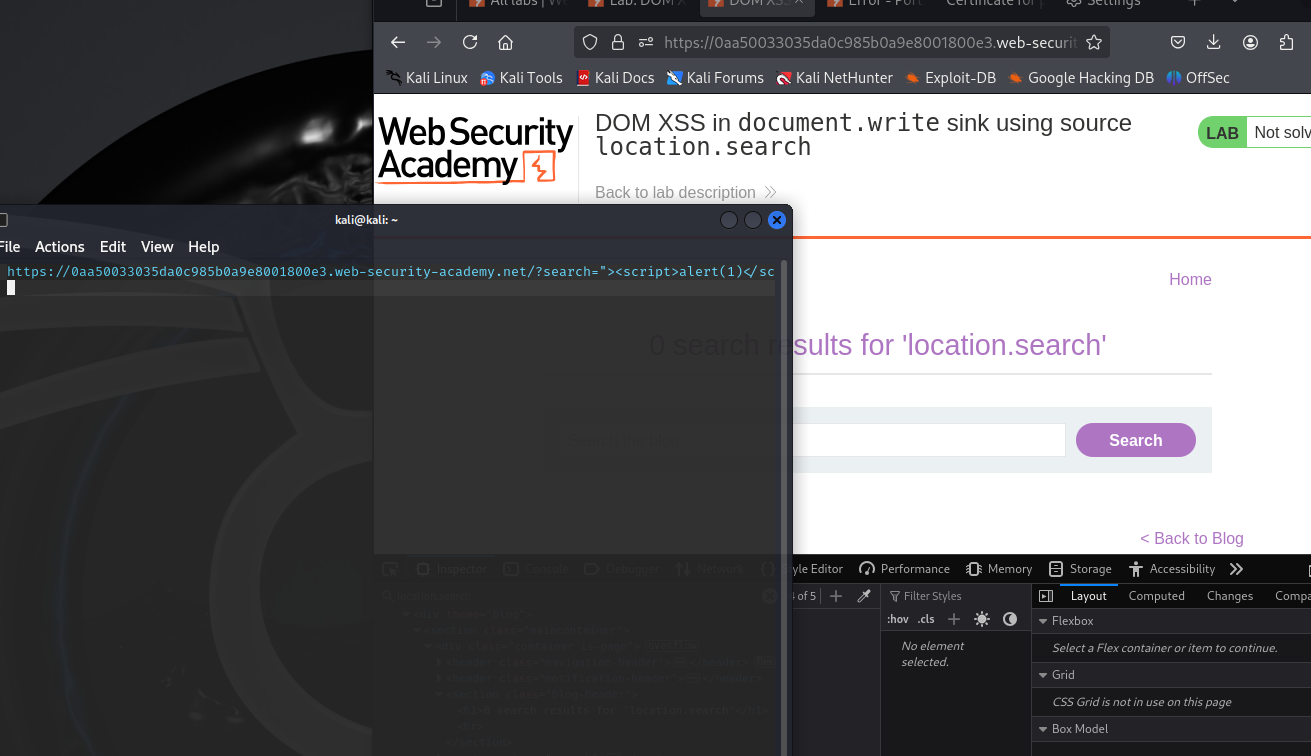 All labs | We
Lab: DOM X
DOM XSS
Error - Port
Certificate for p
Settings
https://0aa50033035da0c985b0a9e8001800e3.web-securit
Kali Linux
Kali Tools
Kali Docs
Kali Forums
Kali NetHunter
Exploit-DB
Google Hacking DB
OffSec
Web Security
Academy
DOM XSS in document.write sink using source
location.search
LAB
Not solv
Back to lab description
kali@kali: ~
File
Actions
Edit
View
Help
https://0aa50033035da0c985b0a9e8001800e3.web-security-academy.net/?search="><script>alert(1)</sc
Home
0 search results for 'location.search'
Search
< Back to Blog
Inspector
Console
Debugger
Network
yle Editor
Performance
Memory
Storage
Accessibility
of 5
Filter Styles
Layout
Computed
Changes
Compa
:hov
.cls
Flexbox
No element
selected.
Select a Flex container or item to continue.
Grid
CSS Grid is not in use on this page
Box Model